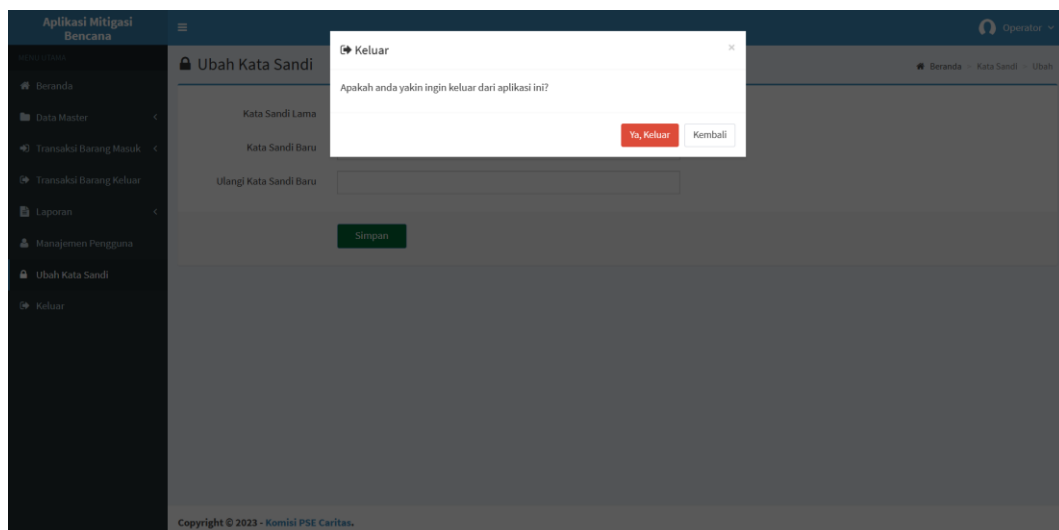 Aplikasi Mitigasi
Bencana
Operator
MENU UTAMA
Beranda
Data Master
Transaksi Barang Masuk
Transaksi Barang Keluar
Laporan
Manajemen Pengguna
Ubah Kata Sandi
Keluar
Ubah Kata Sandi
Beranda - Kata Sandi - Ubah
Keluar
×
Apakah anda yakin ingin keluar dari aplikasi ini?
Ya, Keluar Kembali
Kata Sandi Lama
Kata Sandi Baru
Ulangi Kata Sandi Baru
Simpan
Copyright © 2023 - Komisi PSE Caritas.